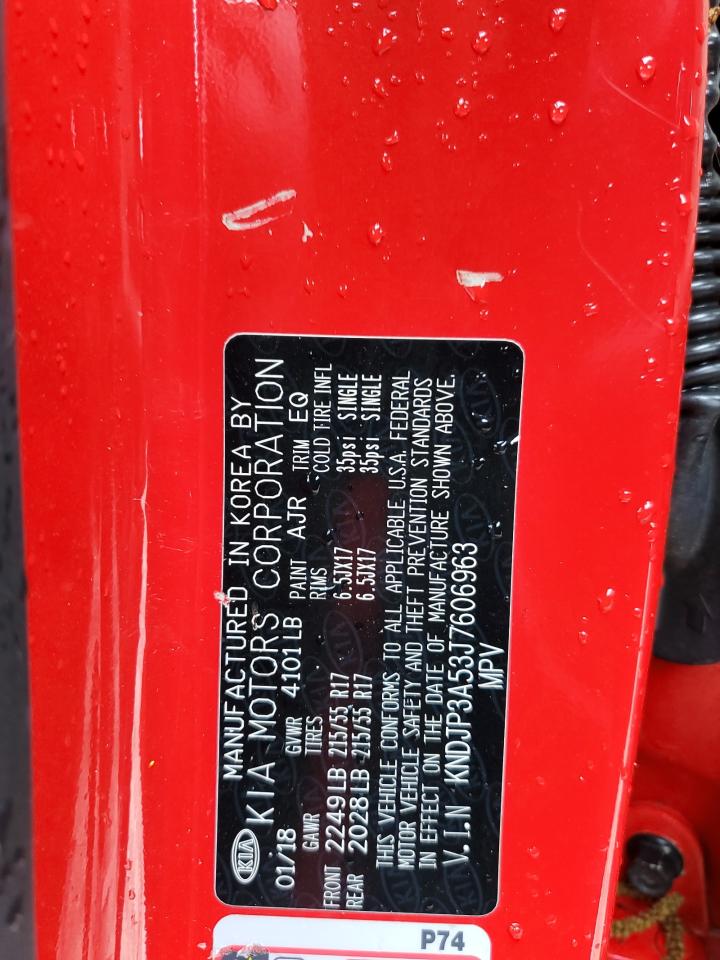 KIA
MANUFACTURED IN KOREA BY
KIA MOTORS CORPORATION
01/18 GVWR 4101LB PAINT AJR TRIM EQ
GAWR TIRES RIMS COLD TIRE INFL
FRONT 2249LB 215/55 R17 6.5JX17 35psi SINGLE
REAR 2028LB 215/55 R17 6.5JX17 35psi SINGLE
THIS VEHICLE CONFORMS TO ALL APPLICABLE U.S.A. FEDERAL
MOTOR VEHICLE SAFETY AND THEFT PREVENTION STANDARDS
IN EFFECT ON THE DATE OF MANUFACTURE SHOWN ABOVE.
V.I.N KNDJP3A53J7606963
MPV
P74